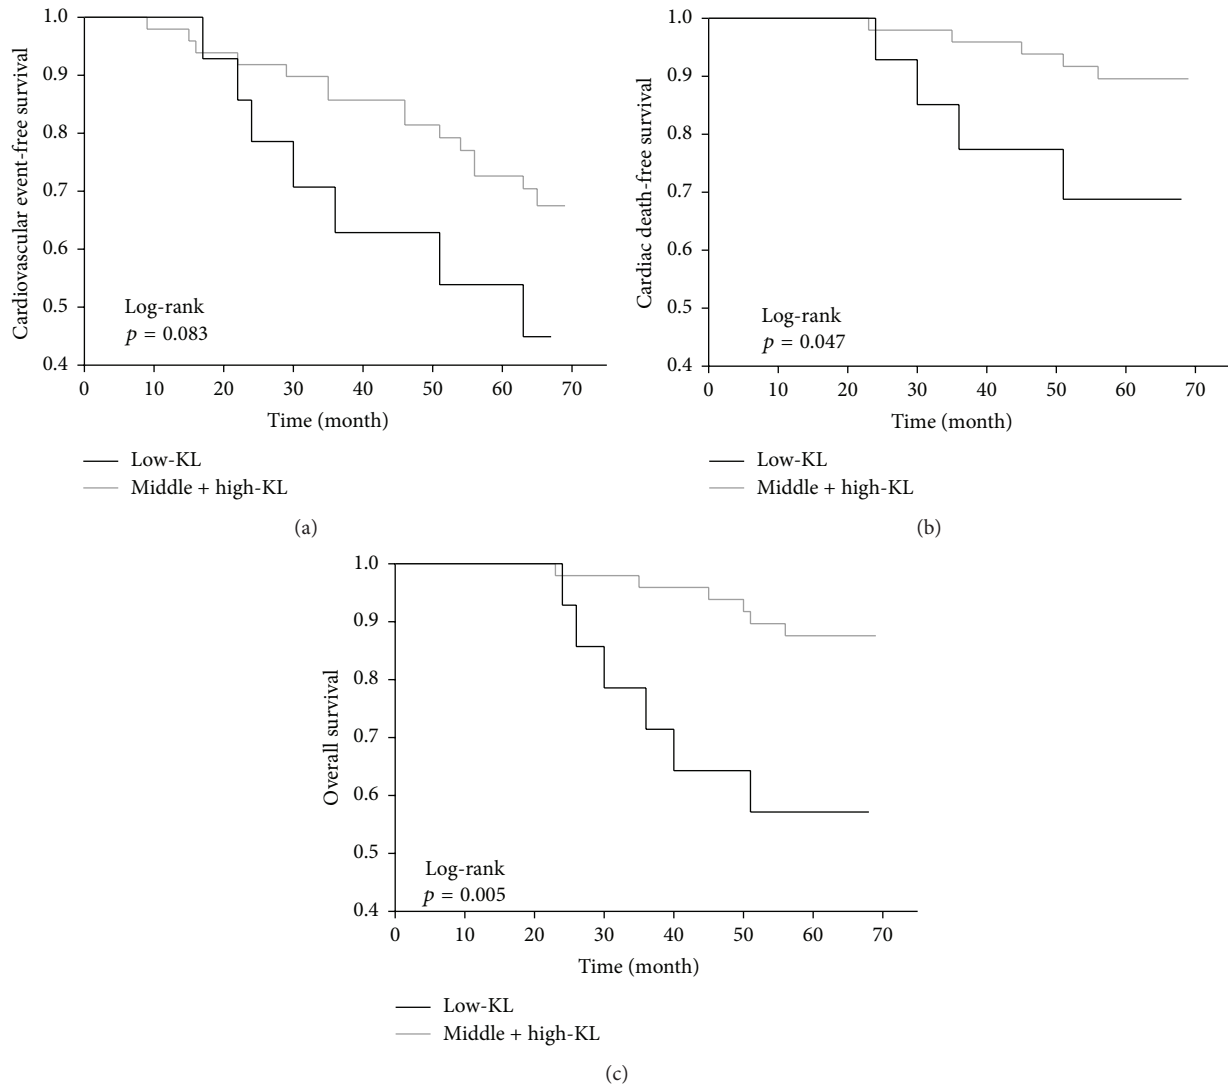 Cardiovascular event-free survival
1.0
0.9
0.8
0.7
0.6
0.5
0.4
Log-rank
p = 0.083
0 10 20 30 40 50 60 70
Time (month)
Low-KL
Middle + high-KL
(a)
Cardiac death-free survival
1.0
0.9
0.8
0.7
0.6
0.5
0.4
Log-rank
p = 0.047
0 10 20 30 40 50 60 70
Time (month)
Low-KL
Middle + high-KL
(b)
Overall survival
1.0
0.9
0.8
0.7
0.6
0.5
0.4
Log-rank
p = 0.005
0 10 20 30 40 50 60 70
Time (month)
Low-KL
Middle + high-KL
(c)